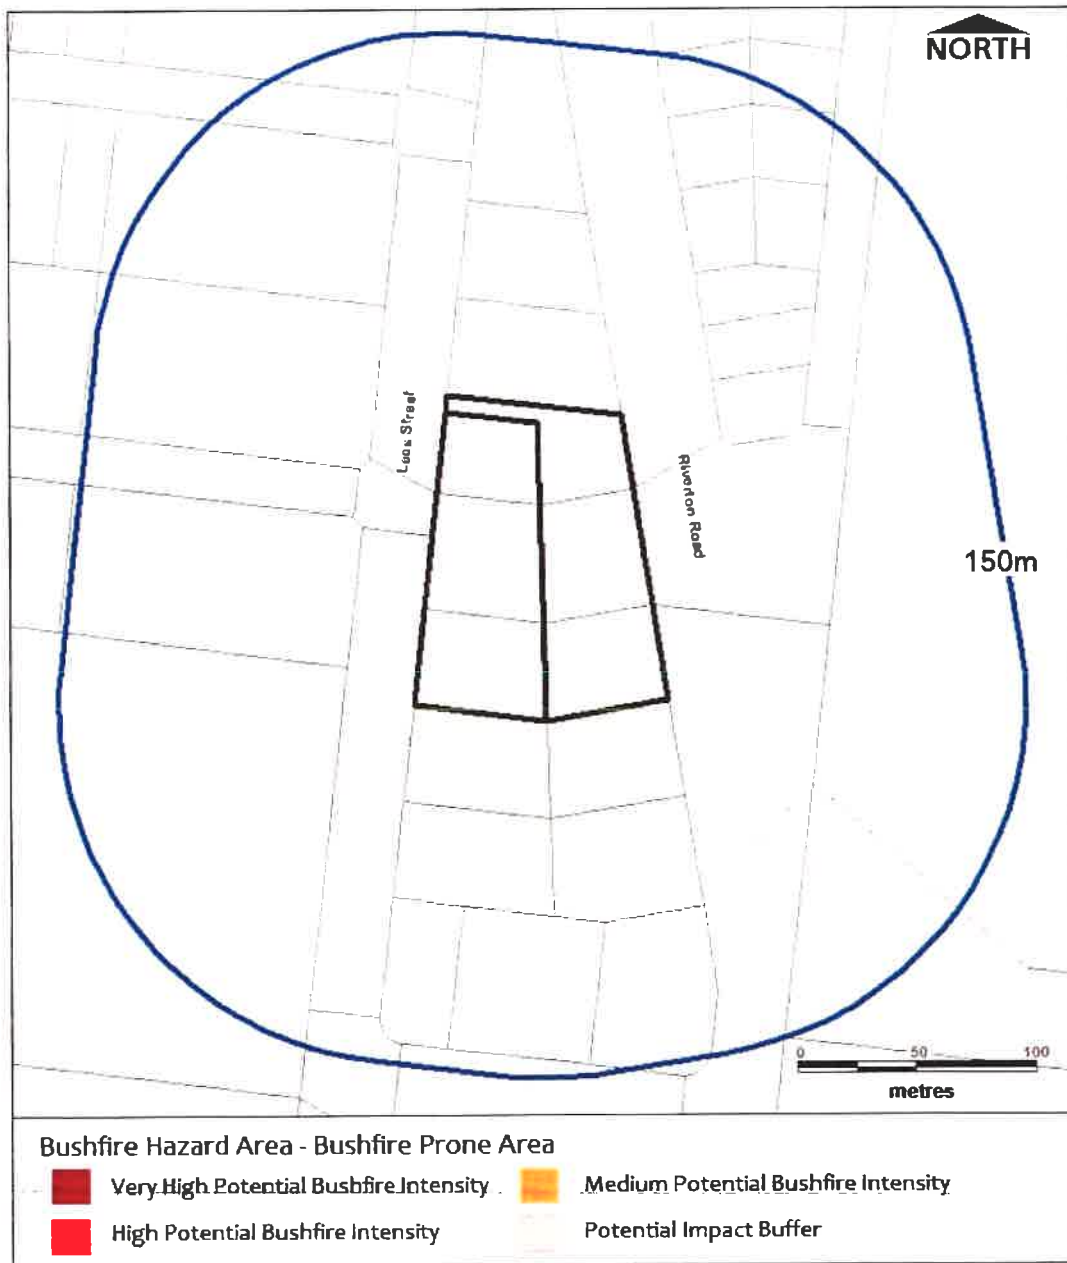 NORTH
Leos Street
Riverton Road
150m
0 50 100
metres
Bushfire Hazard Area - Bushfire Prone Area
Very High Potential Bushfire Intensity
Medium Potential Bushfire Intensity
High Potential Bushfire Intensity
Potential Impact Buffer